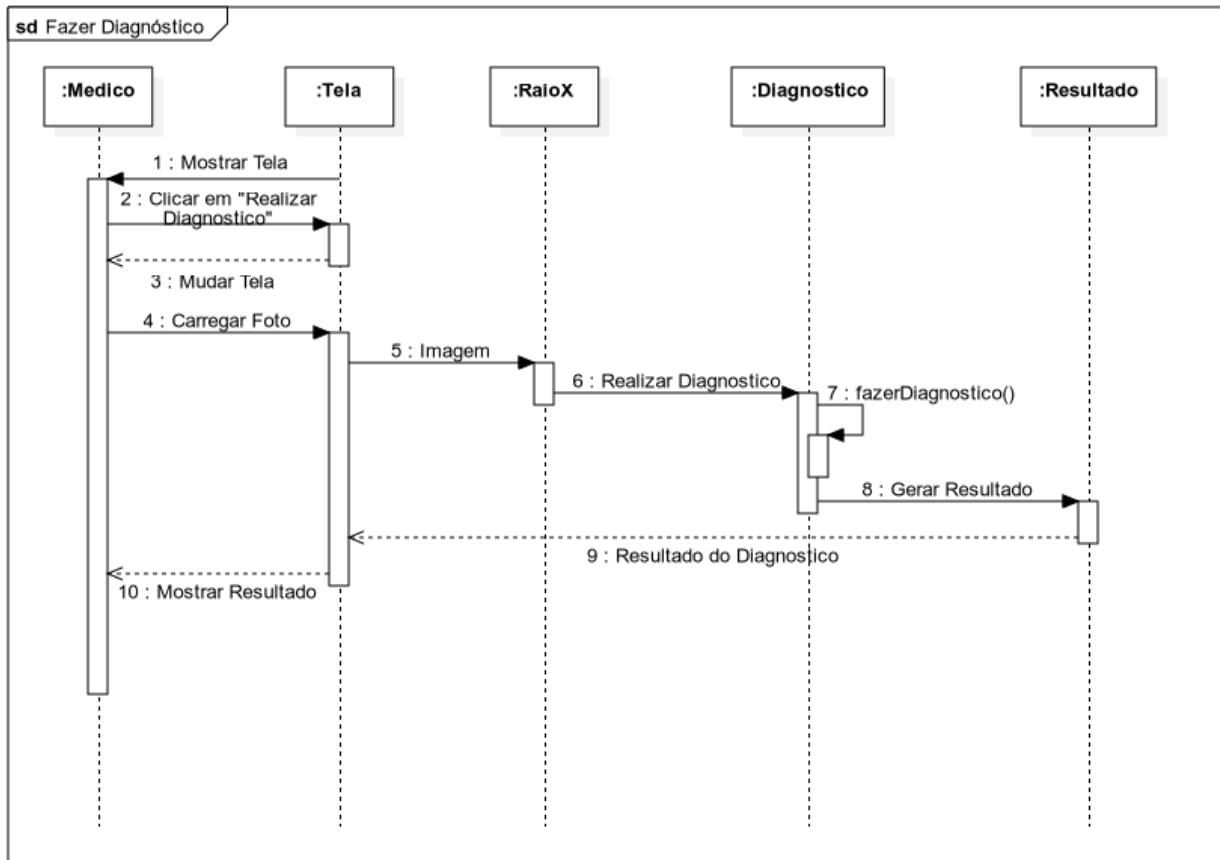 sd Fazer Diagnóstico
:Medico
:Tela
:RaioX
:Diagnostico
:Resultado
1 : Mostrar Tela
2 : Clicar em "Realizar
Diagnostico"
3 : Mudar Tela
4 : Carregar Foto
5 : Imagem
6 : Realizar Diagnostico
7 : fazerDiagnostico()
8 : Gerar Resultado
9 : Resultado do Diagnostico
10 : Mostrar Resultado